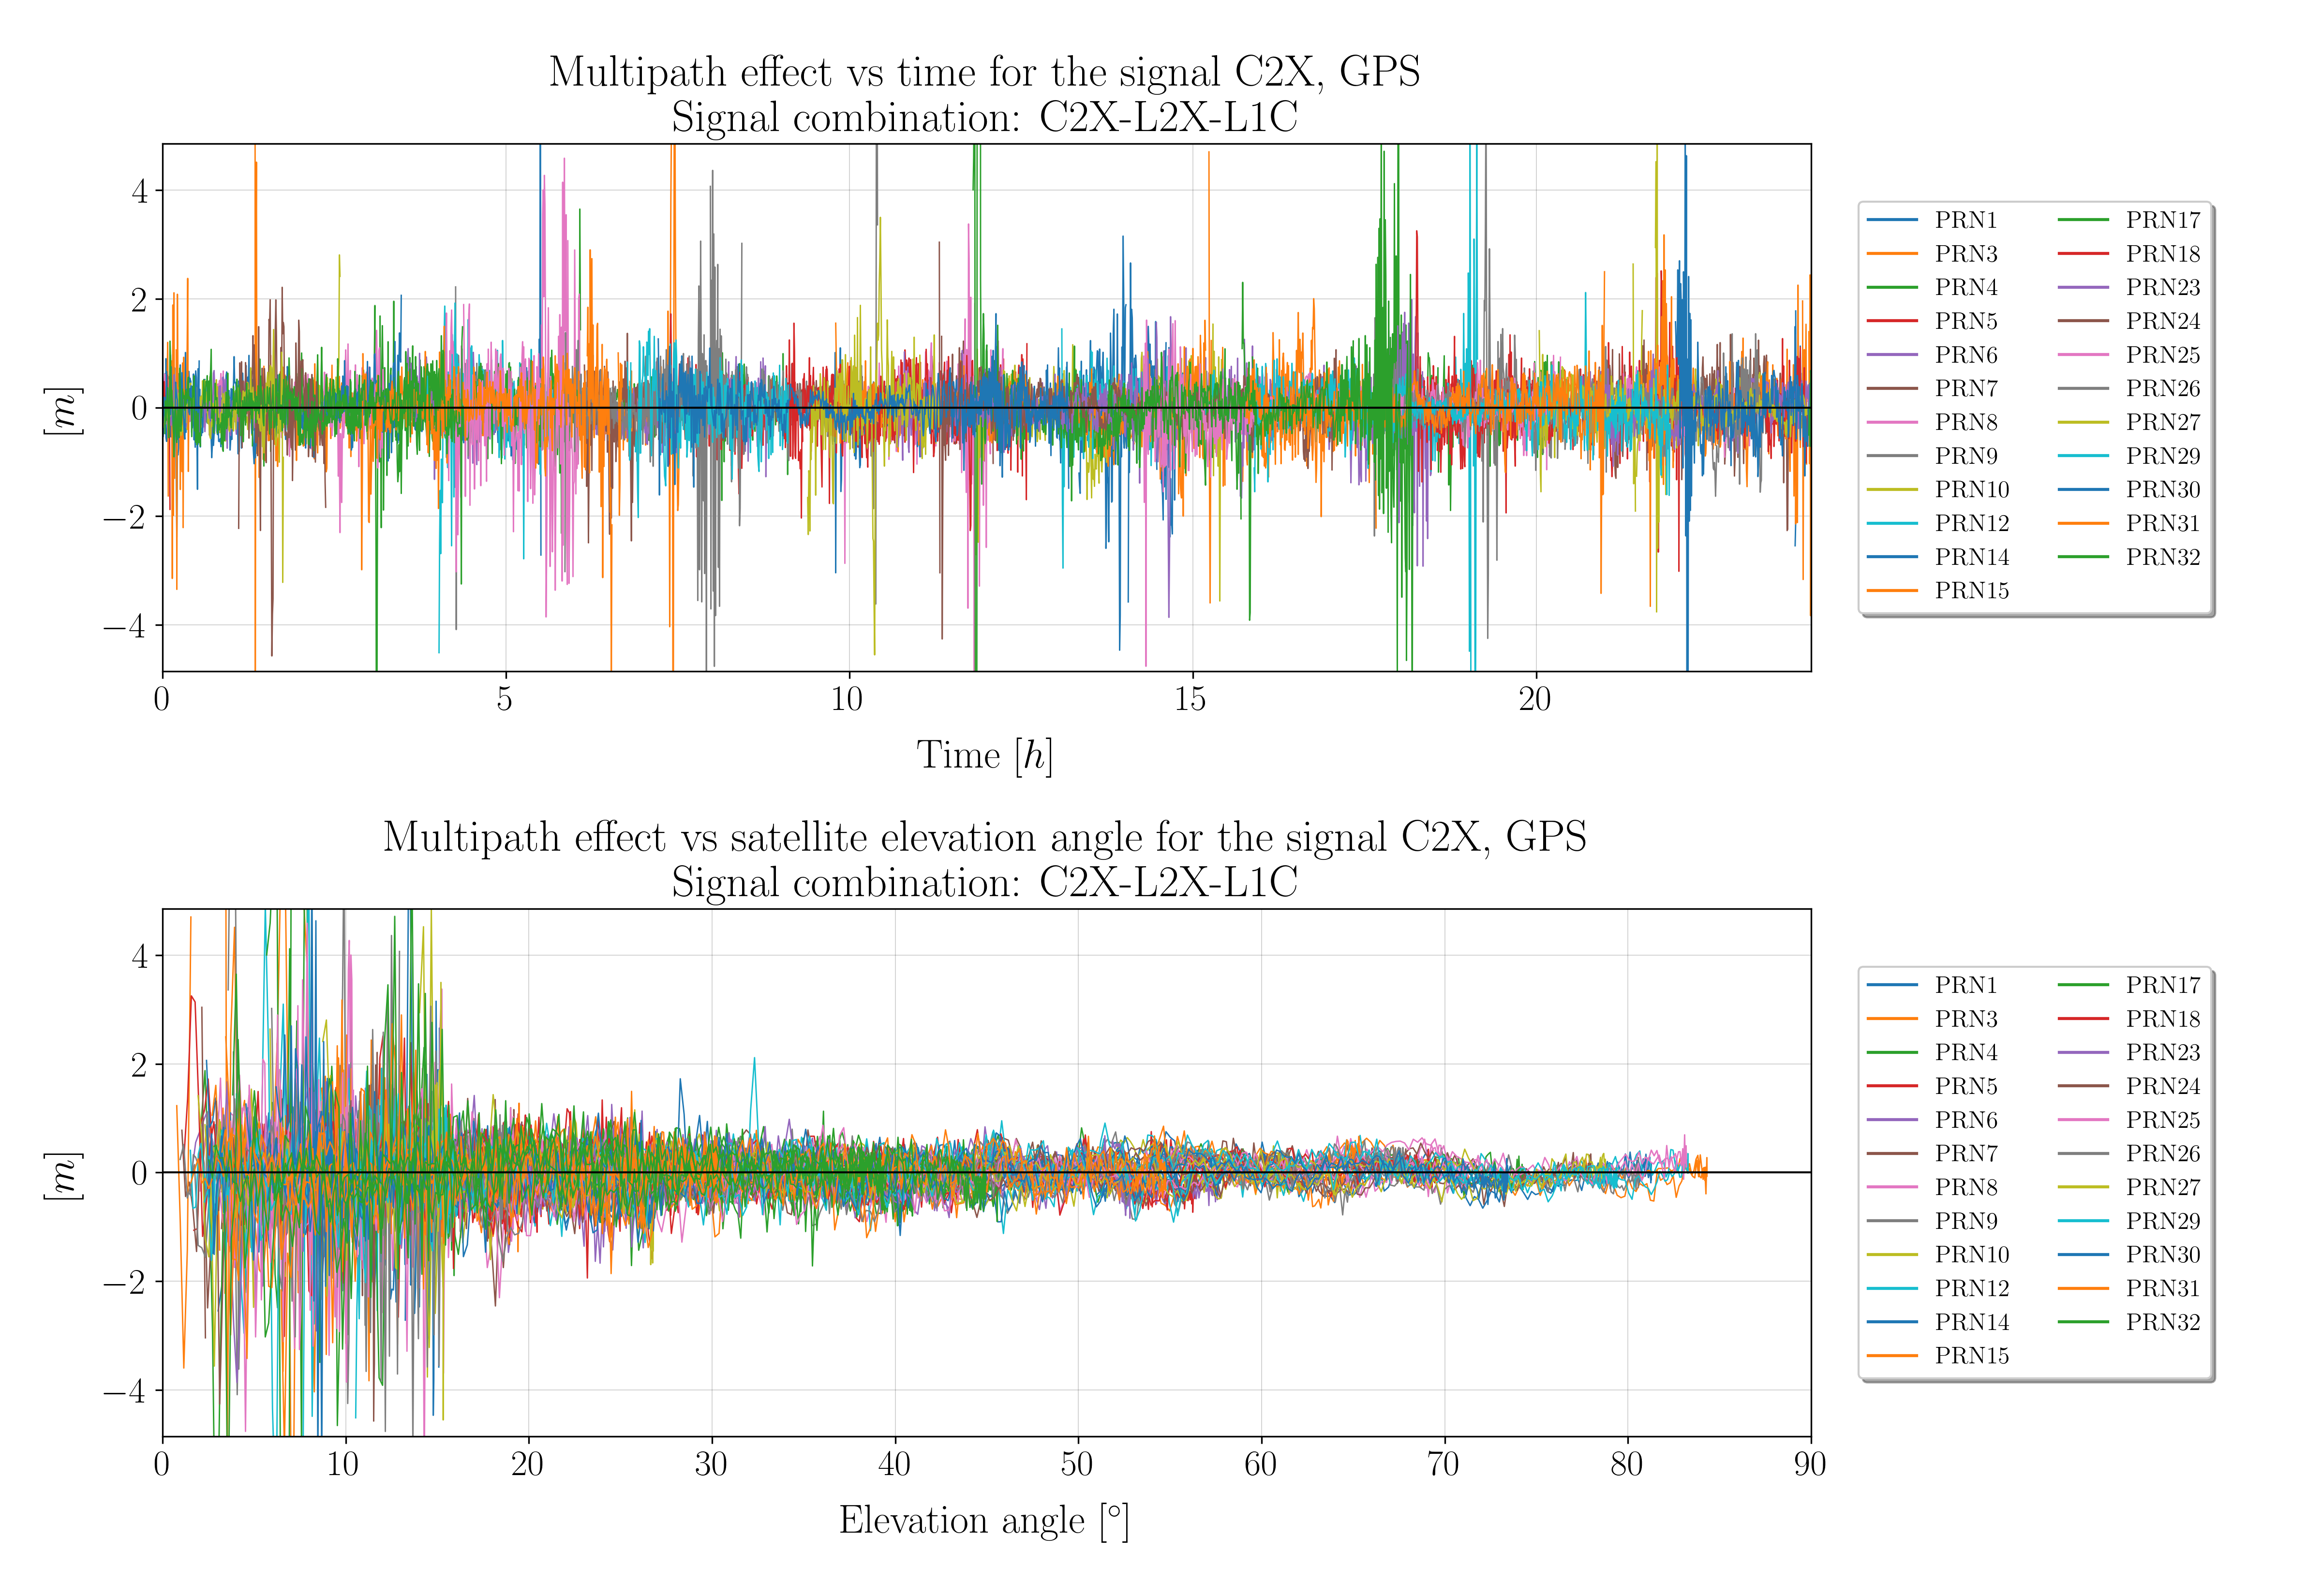 Multipath effect vs time for the signal C2X, GPS
Signal combination: C2X-L2X-L1C
4
2
0
−2
−4
[m]
0 5 10 15 20
Time [h]
PRN1
PRN3
PRN4
PRN5
PRN6
PRN7
PRN8
PRN9
PRN10
PRN12
PRN14
PRN15
PRN17
PRN18
PRN23
PRN24
PRN25
PRN26
PRN27
PRN29
PRN30
PRN31
PRN32
Multipath effect vs satellite elevation angle for the signal C2X, GPS
Signal combination: C2X-L2X-L1C
4
2
0
−2
−4
[m]
0 10 20 30 40 50 60 70 80 90
Elevation angle [°]
PRN1
PRN3
PRN4
PRN5
PRN6
PRN7
PRN8
PRN9
PRN10
PRN12
PRN14
PRN15
PRN17
PRN18
PRN23
PRN24
PRN25
PRN26
PRN27
PRN29
PRN30
PRN31
PRN32